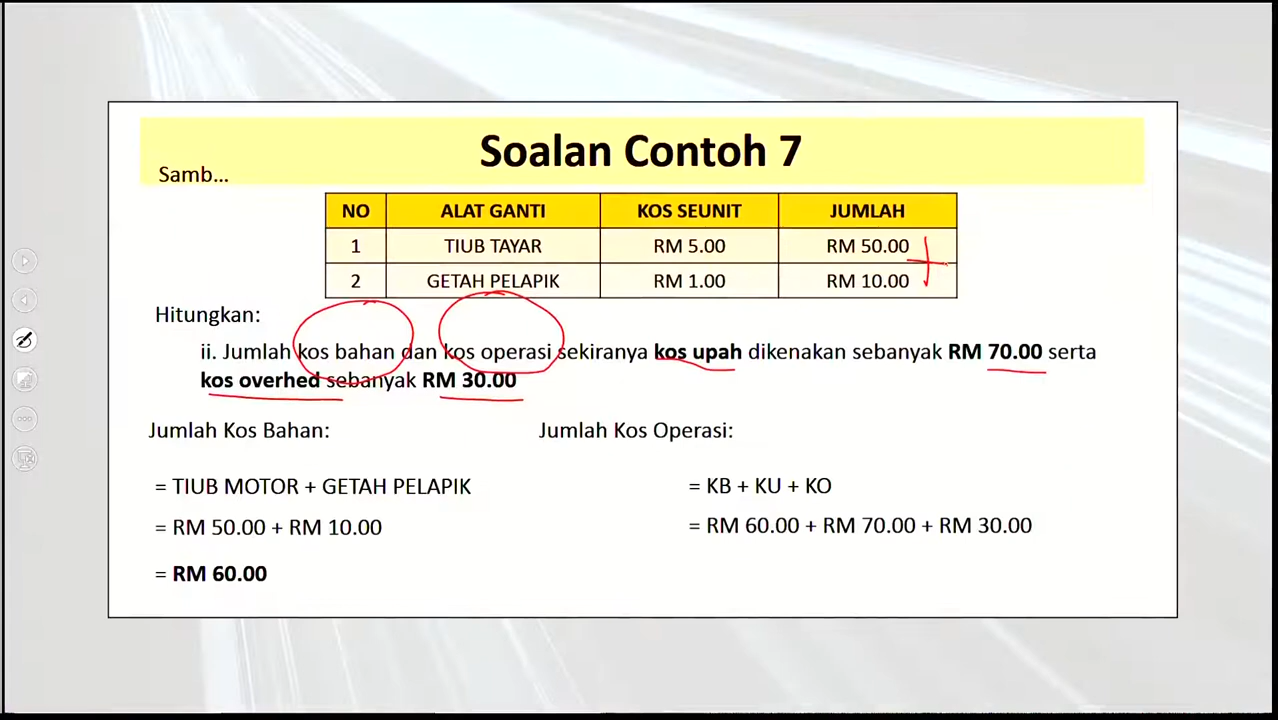 Soalan Contoh 7
Samb...
NO ALAT GANTI KOS SEUNIT JUMLAH
1 TIUB TAYAR RM 5.00 RM 50.00
2 GETAH PELAPIK RM 1.00 RM 10.00
Hitungkan:
ii. Jumlah kos bahan dan kos operasi sekiranya kos upah dikenakan sebanyak RM 70.00 serta
kos overhed sebanyak RM 30.00
Jumlah Kos Bahan:
= TIUB MOTOR + GETAH PELAPIK
= RM 50.00 + RM 10.00
= RM 60.00
Jumlah Kos Operasi:
= KB + KU + KO
= RM 60.00 + RM 70.00 + RM 30.00